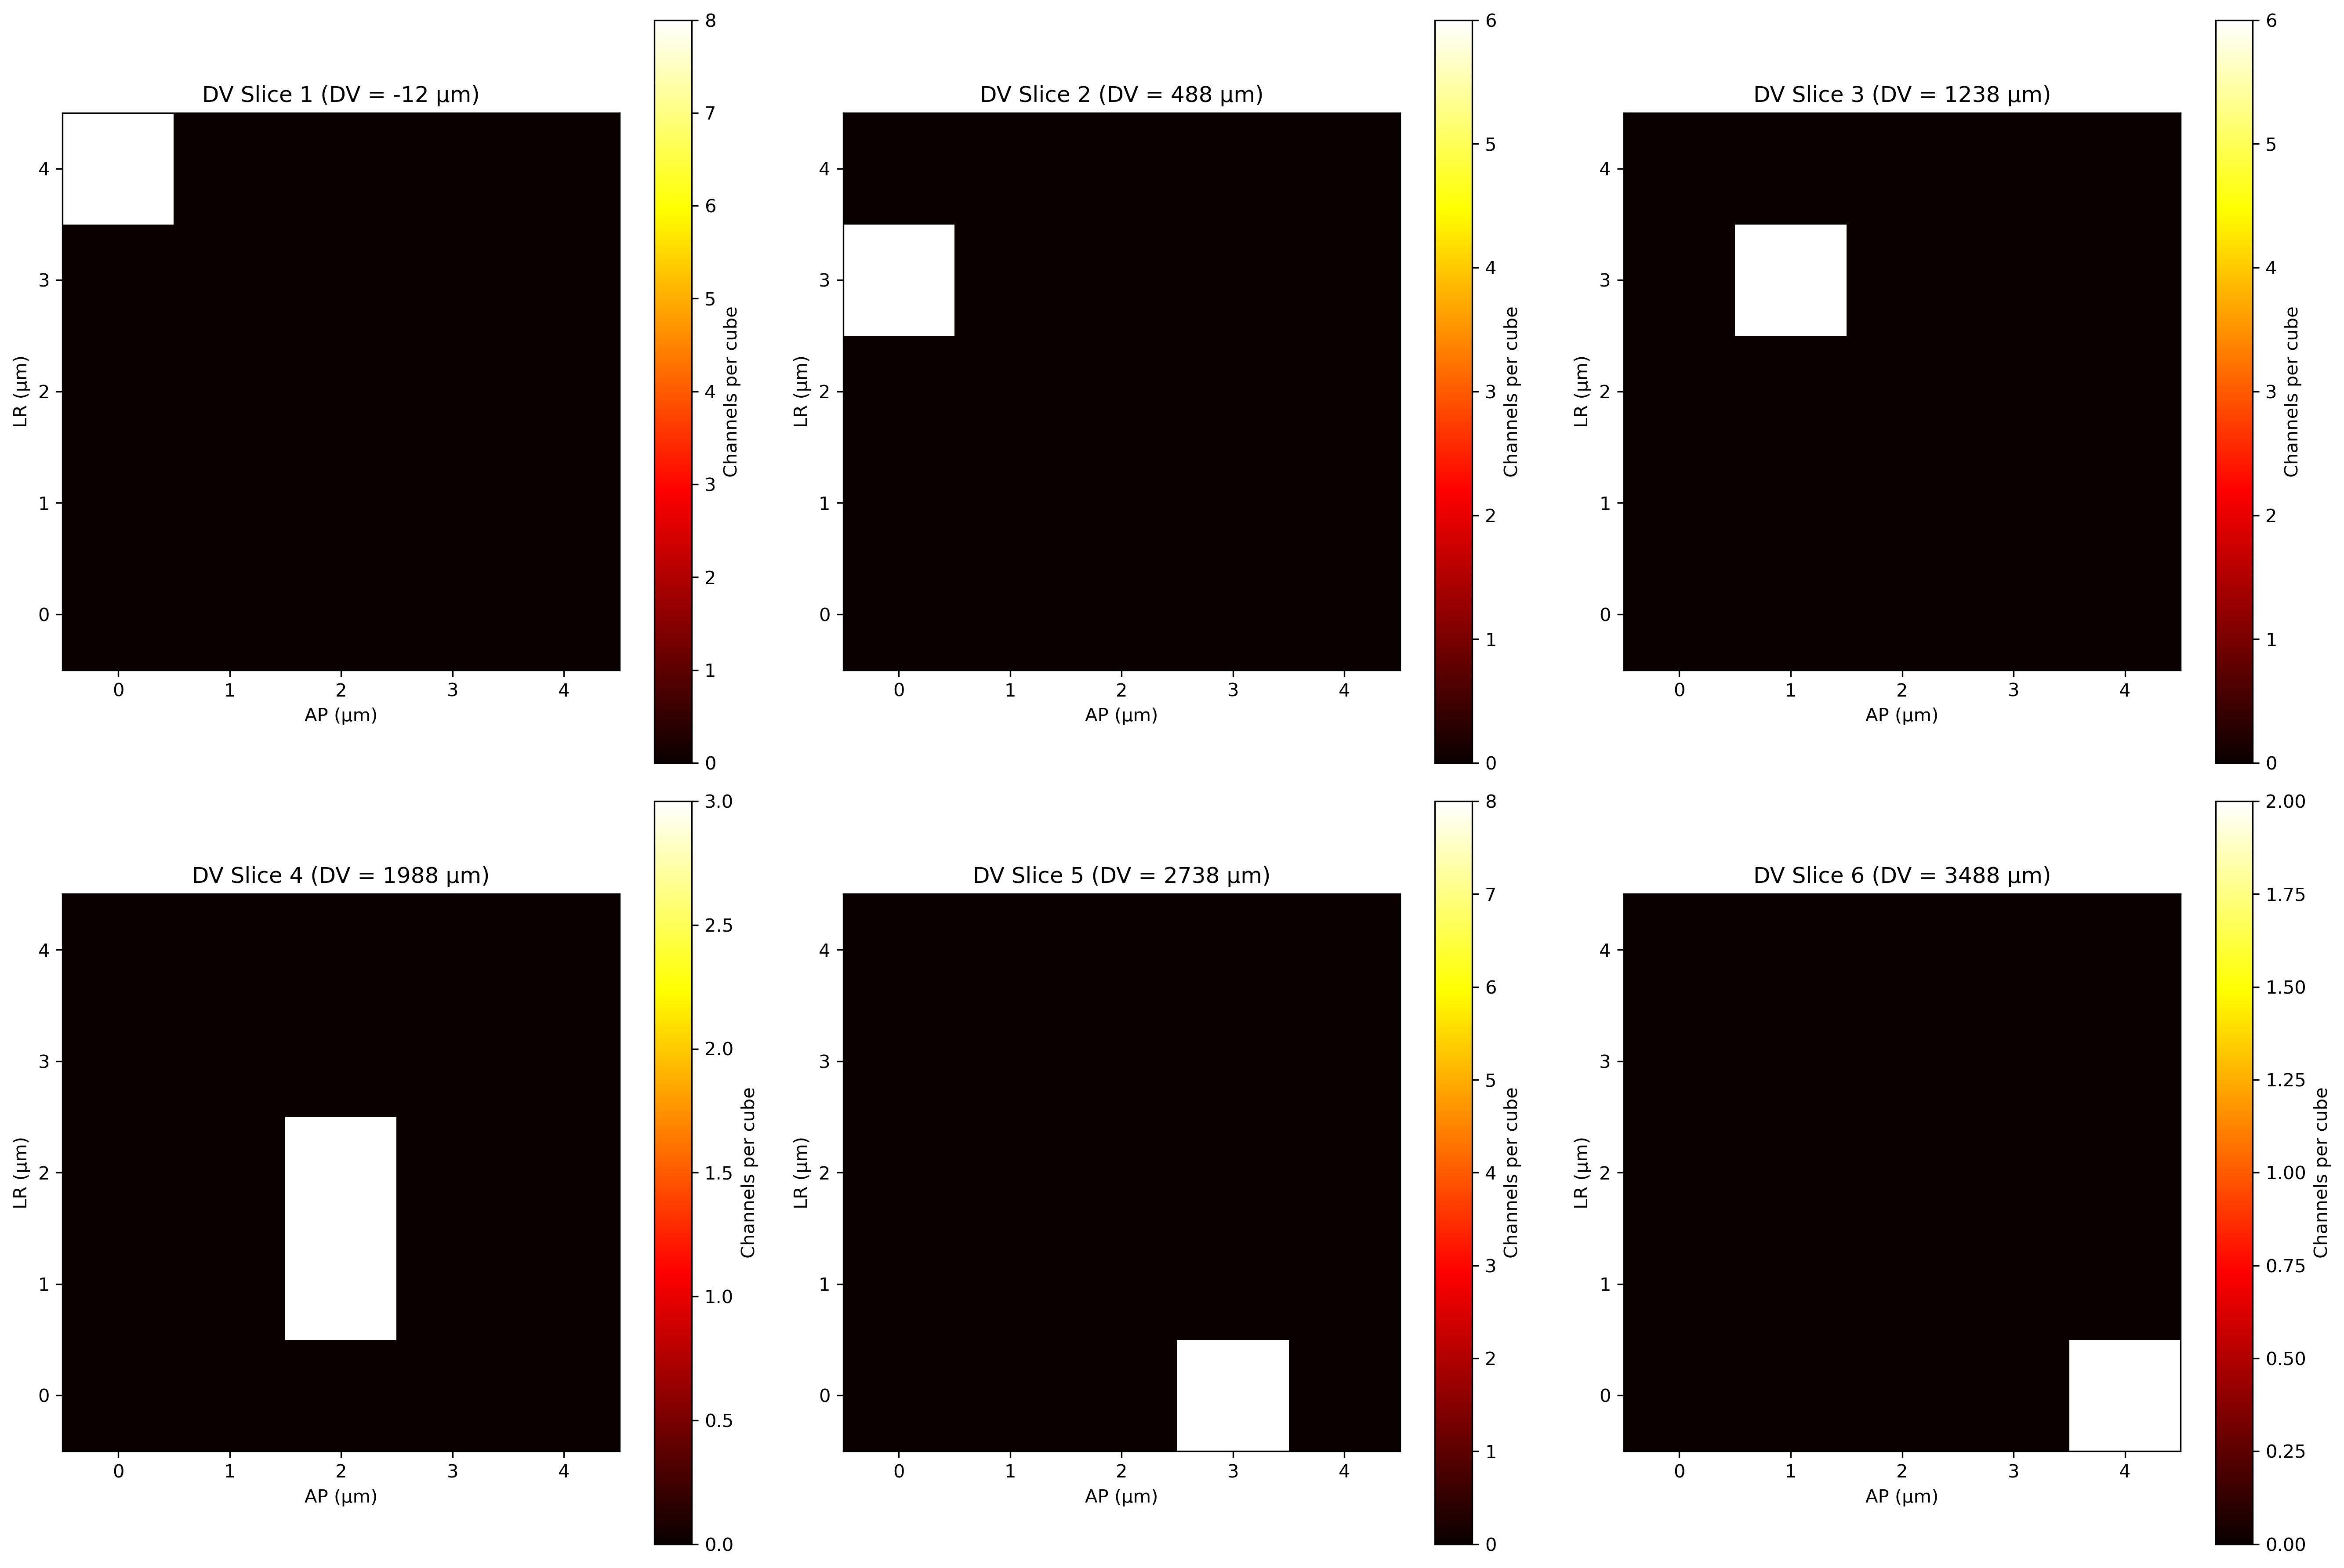 DV Slice 1 (DV = -12 µm)
4
3
2
1
0
LR (µm)
0 1 2 3 4
AP (µm)
8
7
6
5
4
3
2
1
0
Channels per cube
DV Slice 2 (DV = 488 µm)
4
3
2
1
0
LR (µm)
0 1 2 3 4
AP (µm)
6
5
4
3
2
1
0
Channels per cube
DV Slice 3 (DV = 1238 µm)
4
3
2
1
0
LR (µm)
0 1 2 3 4
AP (µm)
6
5
4
3
2
1
0
Channels per cube
DV Slice 4 (DV = 1988 µm)
4
3
2
1
0
LR (µm)
0 1 2 3 4
AP (µm)
3.0
2.5
2.0
1.5
1.0
0.5
0.0
Channels per cube
DV Slice 5 (DV = 2738 µm)
4
3
2
1
0
LR (µm)
0 1 2 3 4
AP (µm)
8
7
6
5
4
3
2
1
0
Channels per cube
DV Slice 6 (DV = 3488 µm)
4
3
2
1
0
LR (µm)
0 1 2 3 4
AP (µm)
2.00
1.75
1.50
1.25
1.00
0.75
0.50
0.25
0.00
Channels per cube